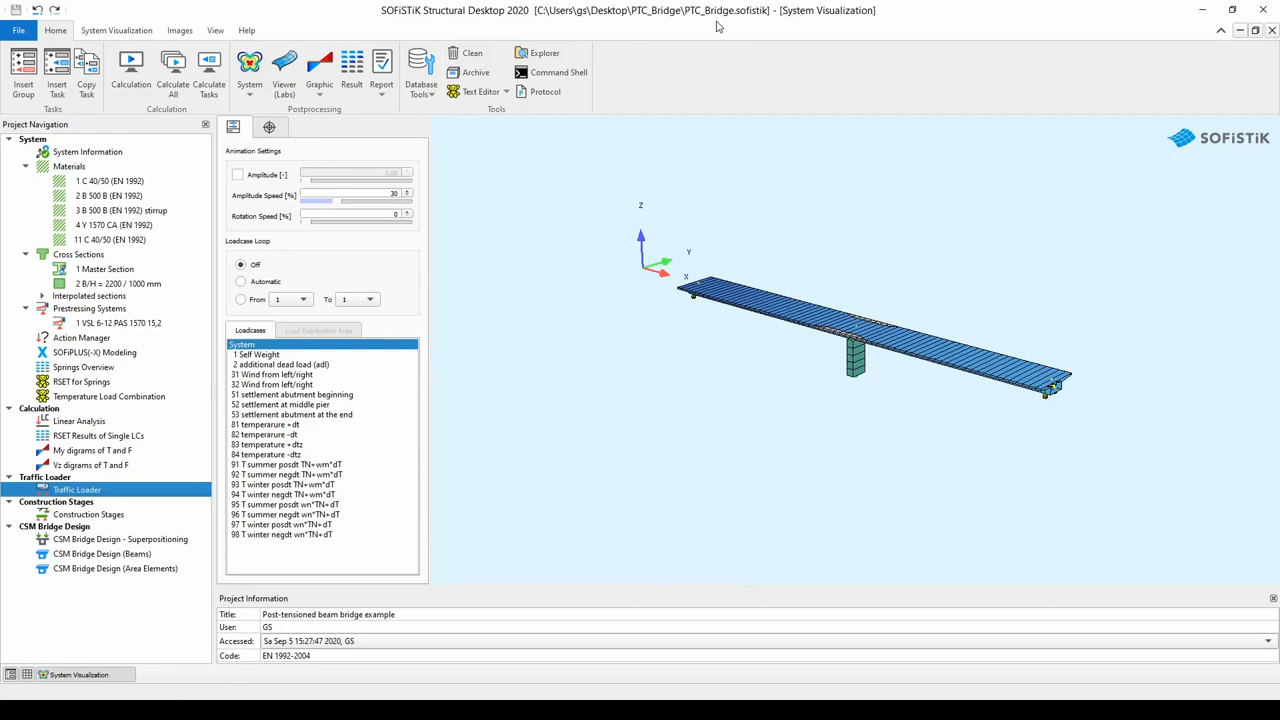 SOFiSTiK Structural Desktop 2020 [C:\Users\gs\Desktop\PTC_Bridge\PTC_Bridge.sofistik] - [System Visualization]
File Home System Visualization Images View Help
Insert Group
Insert Task
Copy Task
Tasks
Calculation
Calculate All
Calculate Tasks
Calculation
System
Viewer (Labs)
Graphic
Result
Report
Postprocessing
Database Tools
Clean
Archive
Text Editor
Explorer
Command Shell
Protocol
Tools
Project Navigation
System
System Information
Materials
1 C 40/50 (EN 1992)
2 B 500 B (EN 1992)
3 B 500 B (EN 1992) stirrup
4 Y 1570 CA (EN 1992)
11 C 40/50 (EN 1992)
Cross Sections
1 Master Section
2 B/H = 2200 / 1000 mm
Interpolated sections
Prestressing Systems
1 VSL 6-12 PAS 1570 15,2
Action Manager
SOFiPLUS(-X) Modeling
Springs Overview
RSET for Springs
Temperature Load Combination
Calculation
Linear Analysis
RSET Results of Single LCs
My digrams of T and F
Vz digrams of T and F
Traffic Loader
Traffic Loader
Construction Stages
Construction Stages
CSM Bridge Design
CSM Bridge Design - Superpositioning
CSM Bridge Design (Beams)
CSM Bridge Design (Area Elements)
Animation Settings
Amplitude [-] 0.00
Amplitude Speed [%] 30
Rotation Speed [%] 0
Loadcase Loop
Off
Automatic
From 1 To 1
Loadcases Load Distribution Area
System
1 Self Weight
2 additional dead load (adl)
31 Wind from left/right
32 Wind from left/right
51 settlement abutment beginning
52 settlement at middle pier
53 settlement abutment at the end
81 temperarure +dt
82 temperarure -dt
83 temperarure +dtz
84 temperarure -dtz
91 T summer posdt TN+wm*dT
92 T summer negdt TN+wm*dT
93 T winter posdt TN+wm*dT
94 T winter negdt TN+wm*dT
95 T summer posdt wn*TN+dT
96 T summer negdt wn*TN+dT
97 T winter posdt wn*TN+dT
98 T winter negdt wn*TN+dT
SOFiSTiK
Z
Y
X
Project Information
Title: Post-tensioned beam bridge example
User: GS
Accessed: Sa Sep 5 15:27:47 2020, GS
Code: EN 1992-2004
System Visualization